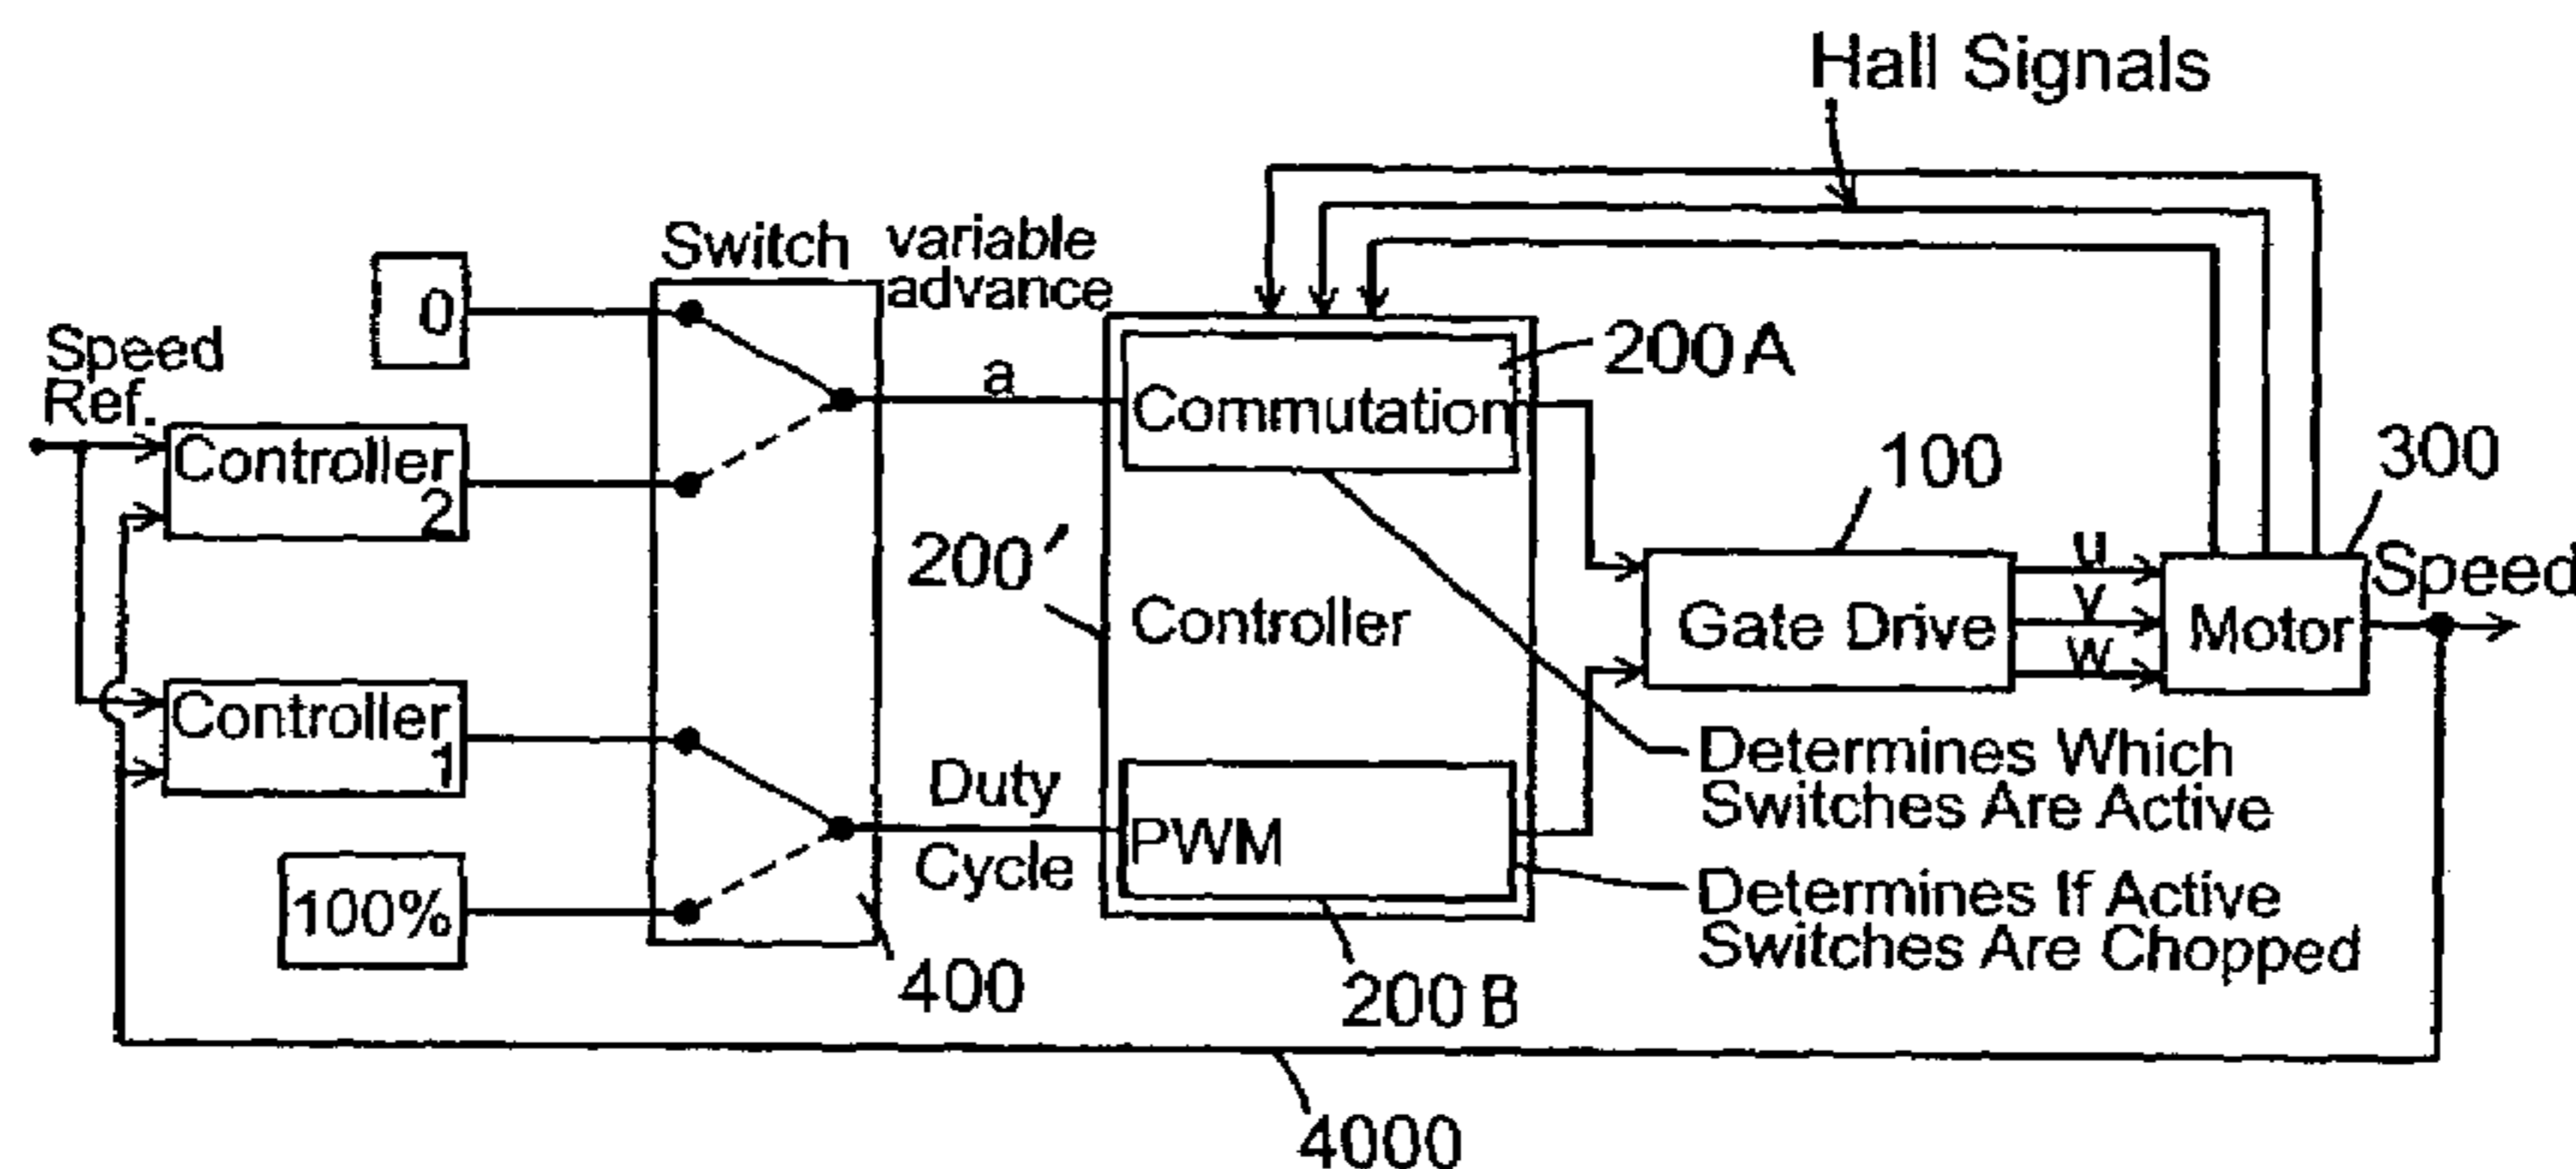 Hall Signals
Switch
variable
advance
0
Speed
Ref.
a
200 A
Commutation
Controller
2
100
300
200′
u
Speed
v
Controller
Gate Drive
Motor
w
Controller
1
Duty
Cycle
Determines Which
Switches Are Active
PWM
100%
Determines If Active
Switches Are Chopped
400
200 B
4000